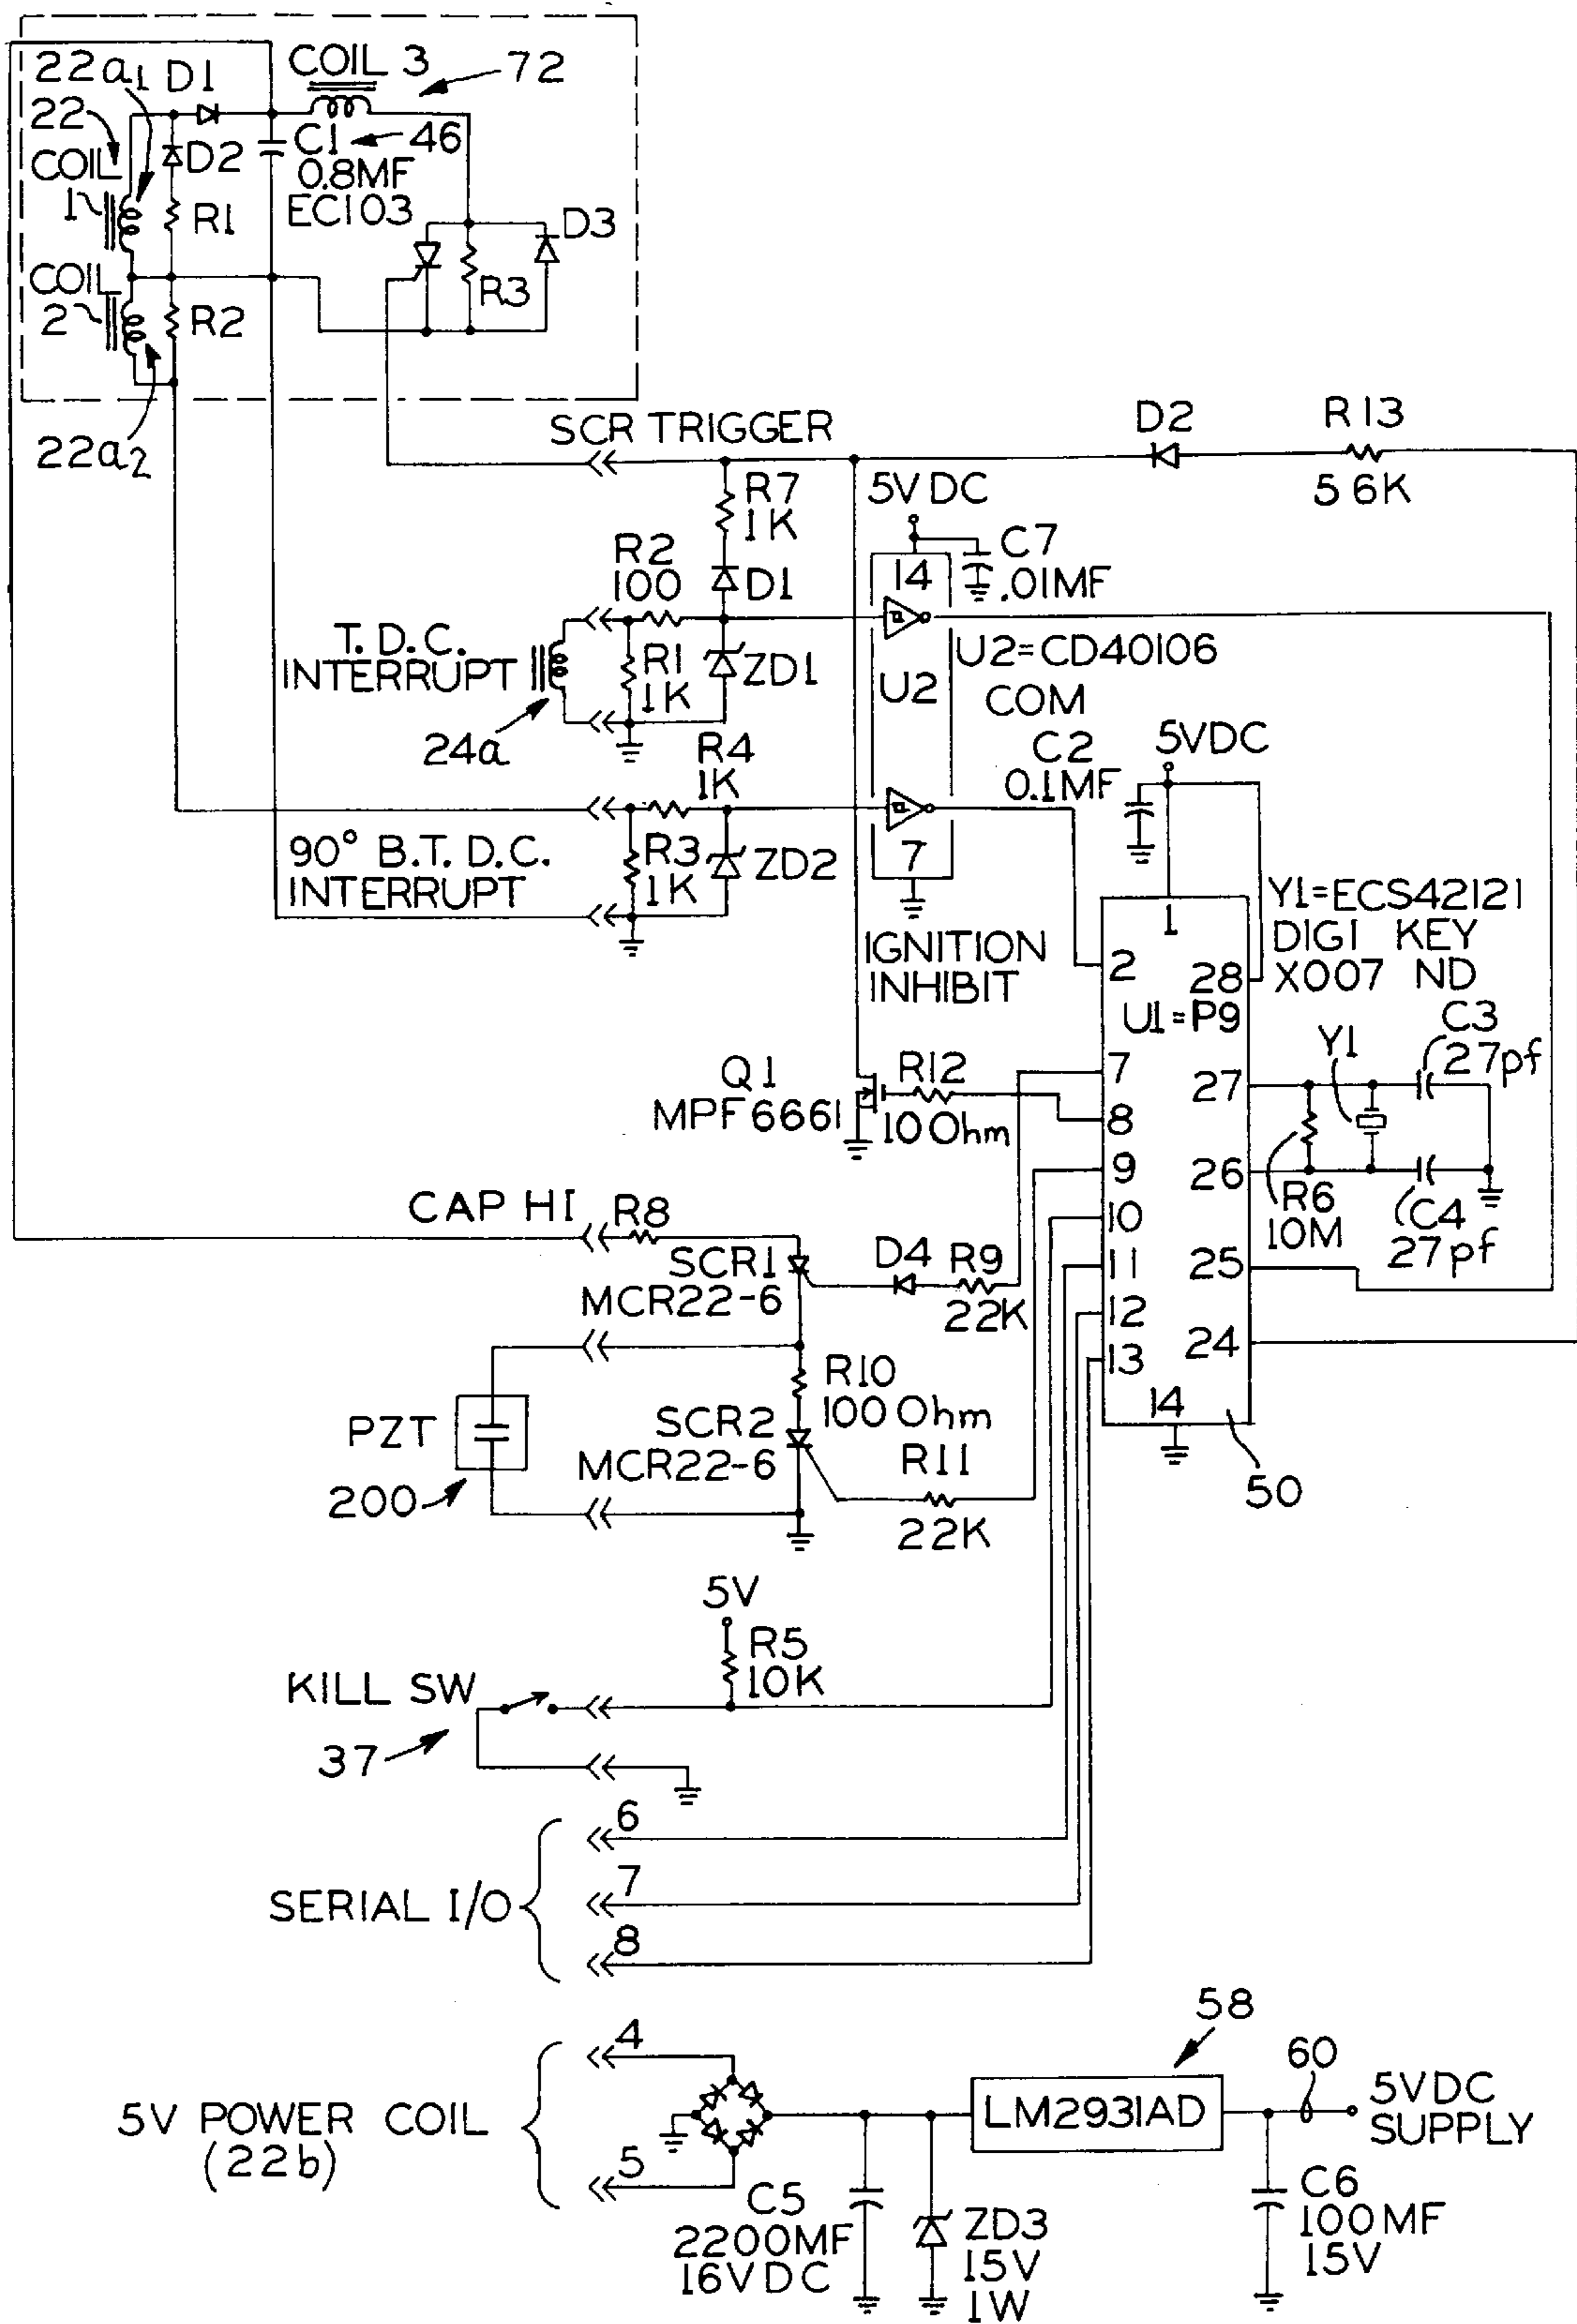 COIL 3
72
22a1 D1
22
C1
46
D2
COIL
1
0.8MF
EC103
R1
D3
COIL
2
R2
R3
22a2
SCR TRIGGER
D2
R13
56K
R7
1K
5VDC
C7
.01MF
R2
100
D1
14
T. D. C.
INTERRUPT
R1
1K
ZD1
U2=CD40106
COM
U2
24a
R4
1K
C2
0.1MF
5VDC
90° B.T. D.C.
INTERRUPT
R3
1K
ZD2
7
Y1=ECS42121
DIGI KEY
X007 ND
IGNITION
INHIBIT
1
2
28
U1=P9
C3
27pf
Y1
Q1
MPF6661
R12
10 Ohm
7
27
8
9
26
R6
10M
C4
27pf
CAP HI
R8
10
SCR1
MCR22-6
D4
R9
22K
11
25
12
24
13
R10
100 Ohm
14
PZT
SCR2
MCR22-6
R11
22K
200
50
5V
R5
10K
KILL SW
37
6
7
SERIAL I/O
8
58
4
60
5V POWER COIL
(22b)
LM2931AD
5VDC
SUPPLY
5
C5
2200MF
16VDC
ZD3
15V
1W
C6
100MF
15V